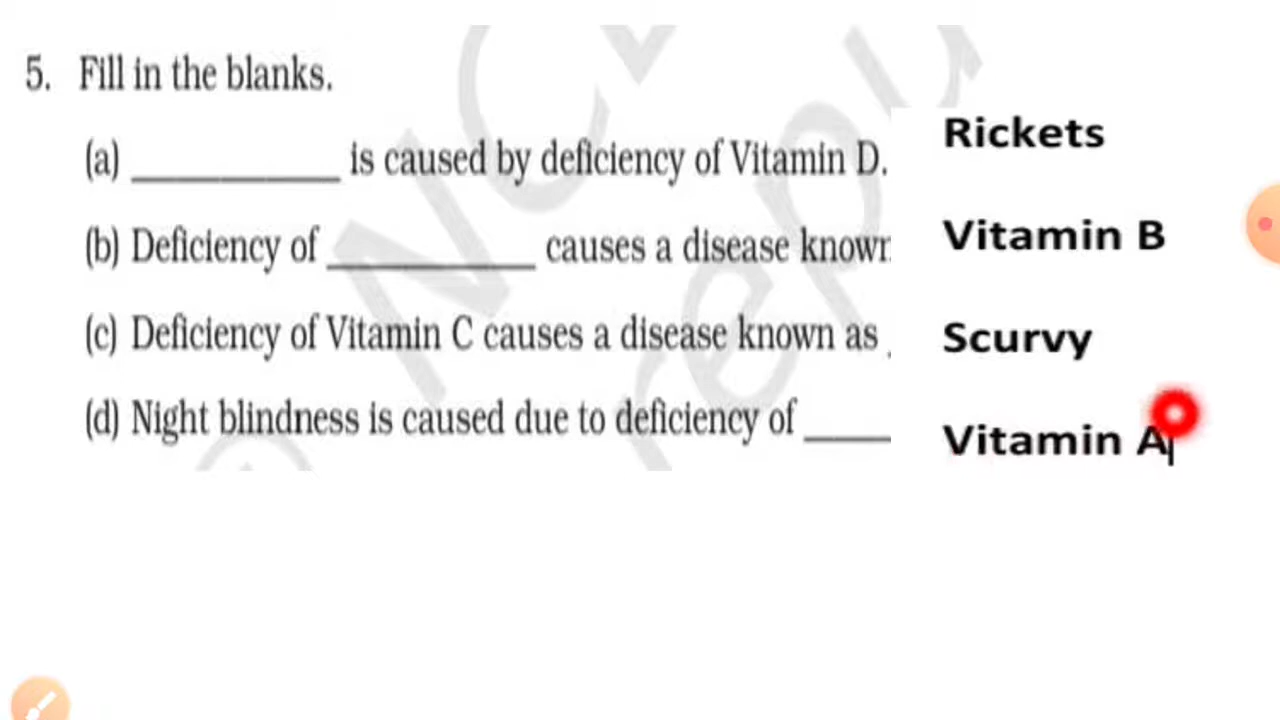 5. Fill in the blanks.
(a) ____________ is caused by deficiency of Vitamin D.
Rickets
(b) Deficiency of ____________ causes a disease known
Vitamin B
(c) Deficiency of Vitamin C causes a disease known as
Scurvy
(d) Night blindness is caused due to deficiency of _____
Vitamin A